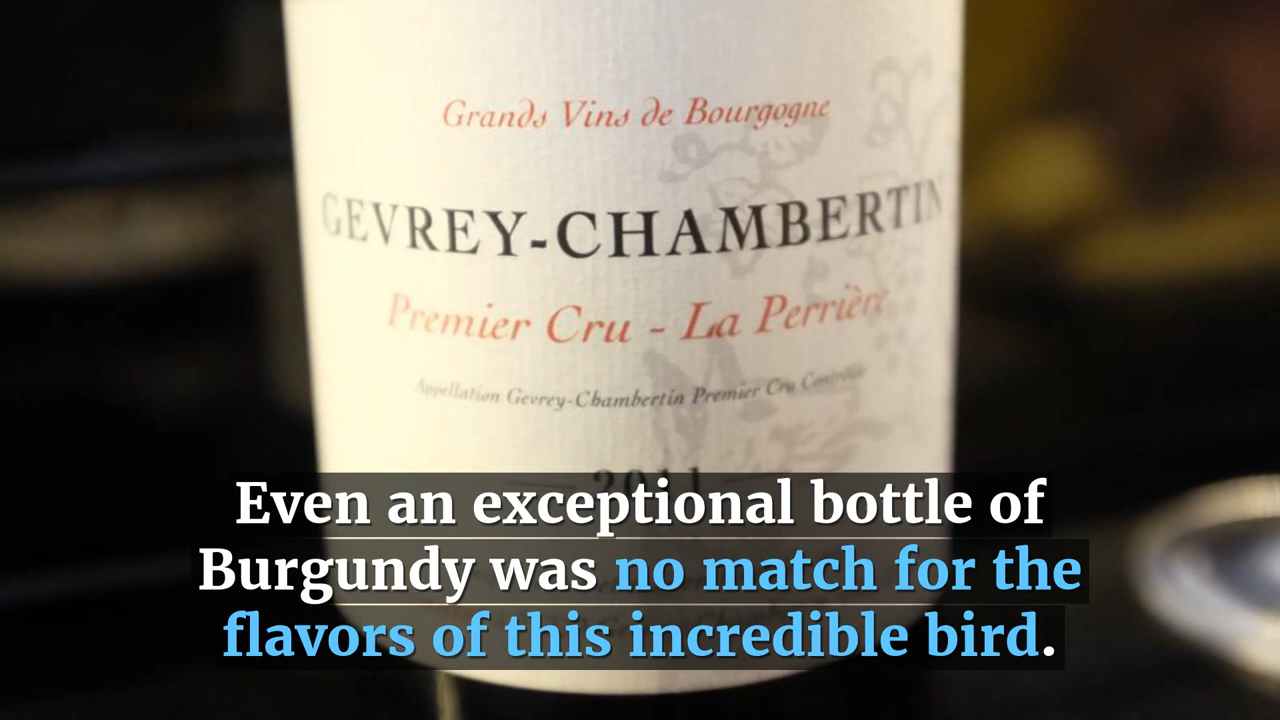 Grands Vins de Bourgogne
GEVREY-CHAMBERTIN
Premier Cru - La Perrière
Appellation Gevrey-Chambertin Premier Cru Contrôlée
2011
Even an exceptional bottle of
Burgundy was no match for the
flavors of this incredible bird.